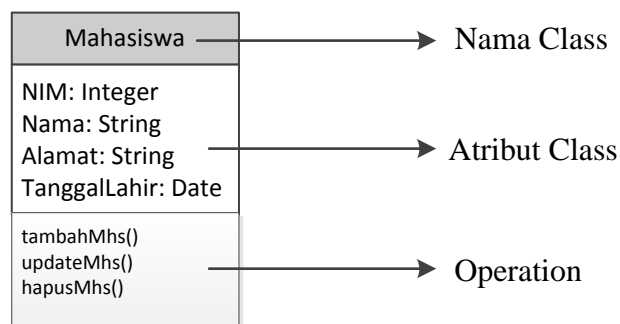 Mahasiswa
Nama Class
NIM: Integer
Nama: String
Alamat: String
TanggalLahir: Date
Atribut Class
tambahMhs()
updateMhs()
hapusMhs()
Operation